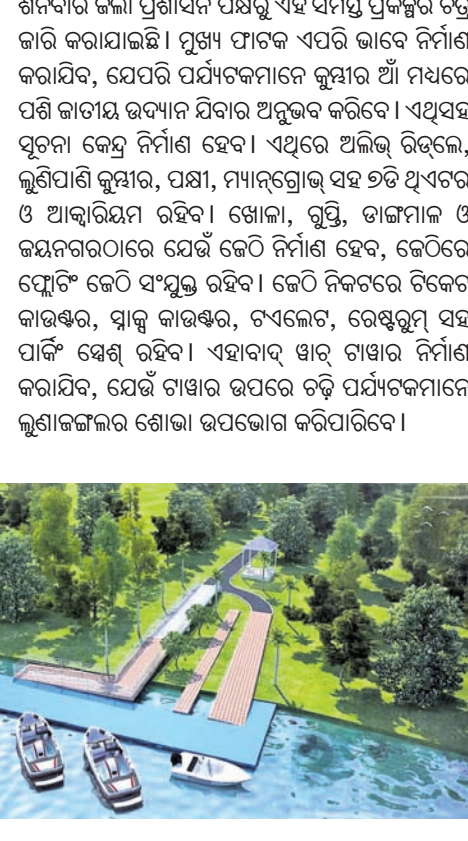 ଶନିବାର ଜିଲା ପ୍ରଶାସନ ପକ୍ଷରୁ ଏହି ସମସ୍ତ ପ୍ରକଳ୍ପର ଚିତ୍ର
ଜାରି କରାଯାଇଛି। ମୁଖ୍ୟ ଫାଟକ ଏପରି ଭାବେ ନିର୍ମାଣ
କରାଯିବ, ଯେପରି ପର୍ଯ୍ୟଟକମାନେ କୁମ୍ଭୀର ଆଁ ମଧ୍ୟରେ
ପଶି ଜାତୀୟ ଉଦ୍ୟାନ ଯିବାର ଅନୁଭବ କରିବେ। ଏଥିସହ
ସୂଚନା କେନ୍ଦ୍ର ନିର୍ମାଣ ହେବ। ଏଥିରେ ଅଲିଭ୍ ରିଡ୍‌ଲେ,
ଲୁଣିପାଣି କୁମ୍ଭୀର, ପକ୍ଷୀ, ମ୍ୟାନ୍‌ଗ୍ରୋଭ୍ ସହ ୭ଡି ଥିଏଟର
ଓ ଆକ୍ବାରିୟମ ରହିବ। ଖୋଳା, ଗୁପ୍ତି, ଡାଙ୍ଗମାଳ ଓ
ଜୟନଗରଠାରେ ଯେଉଁ ଜେଠି ନିର୍ମାଣ ହେବ, ଜେଠିରେ
ଫ୍ଲୋଟିଂ ଜେଠି ସଂଯୁକ୍ତ ରହିବ। ଜେଠି ନିକଟରେ ଟିକେଟ
କାଉଣ୍ଟର, ସ୍ନାକ୍ସ କାଉଣ୍ଟର, ଟଏଲେଟ, ରେଷ୍ଟରୁମ୍ ସହ
ପାର୍କିଂ ସ୍ପେଶ୍ ରହିବ। ଏହାବାଦ୍ ୱାଚ୍ ଟାୱାର ନିର୍ମାଣ
କରାଯିବ, ଯେଉଁ ଟାୱାର ଉପରେ ଚଢ଼ି ପର୍ଯ୍ୟଟକମାନେ
ଲୁଣାଜଙ୍ଗଲର ଶୋଭା ଉପଭୋଗ କରିପାରିବେ।